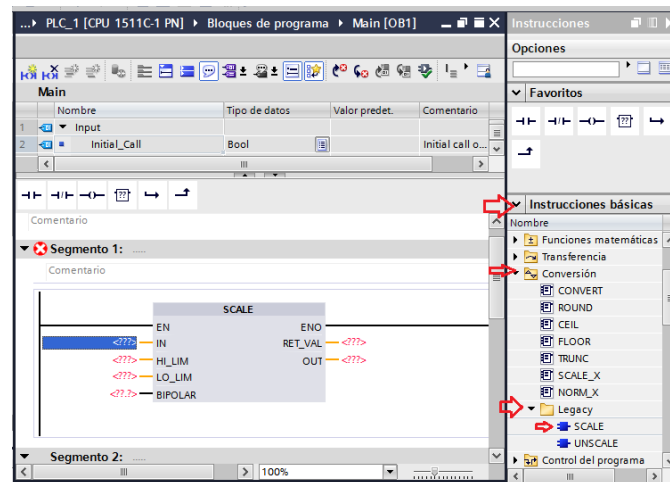 ...▸ PLC_1 [CPU 1511C-1 PN] ▸ Bloques de programa ▸ Main [OB1]
Main
Nombre Tipo de datos Valor predet. Comentario
1 Input
2 Initial_Call Bool Initial call o...
Comentario
Segmento 1: .....
Comentario
SCALE
EN ENO
<???> IN RET_VAL <???>
<???> HI_LIM OUT <???>
<???> LO_LIM
<??.?> BIPOLAR
Segmento 2: .....
100%
Instrucciones
Opciones
Favoritos
??
Instrucciones básicas
Nombre
Funciones matemáticas
Transferencia
Conversión
CONVERT
ROUND
CEIL
FLOOR
TRUNC
SCALE_X
NORM_X
Legacy
SCALE
UNSCALE
Control del programa